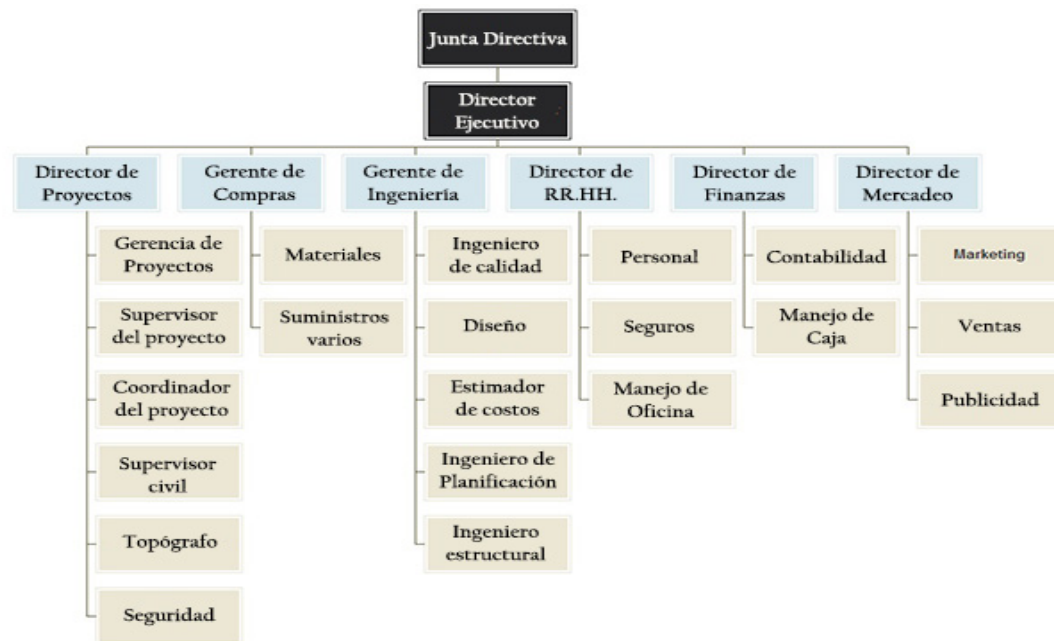 Junta Directiva
Director
Ejecutivo
Director de
Proyectos
Gerente de
Compras
Gerente de
Ingeniería
Director de
RR.HH.
Director de
Finanzas
Director de
Mercadeo
Gerencia de
Proyectos
Supervisor
del proyecto
Coordinador
del proyecto
Supervisor
civil
Topógrafo
Seguridad
Materiales
Suminístros
varios
Ingeniero
de calidad
Diseño
Estimador
de costos
Ingeniero de
Planificación
Ingeniero
estructural
Personal
Seguros
Manejo de
Oficina
Contabilidad
Manejo de
Caja
Marketing
Ventas
Publicidad